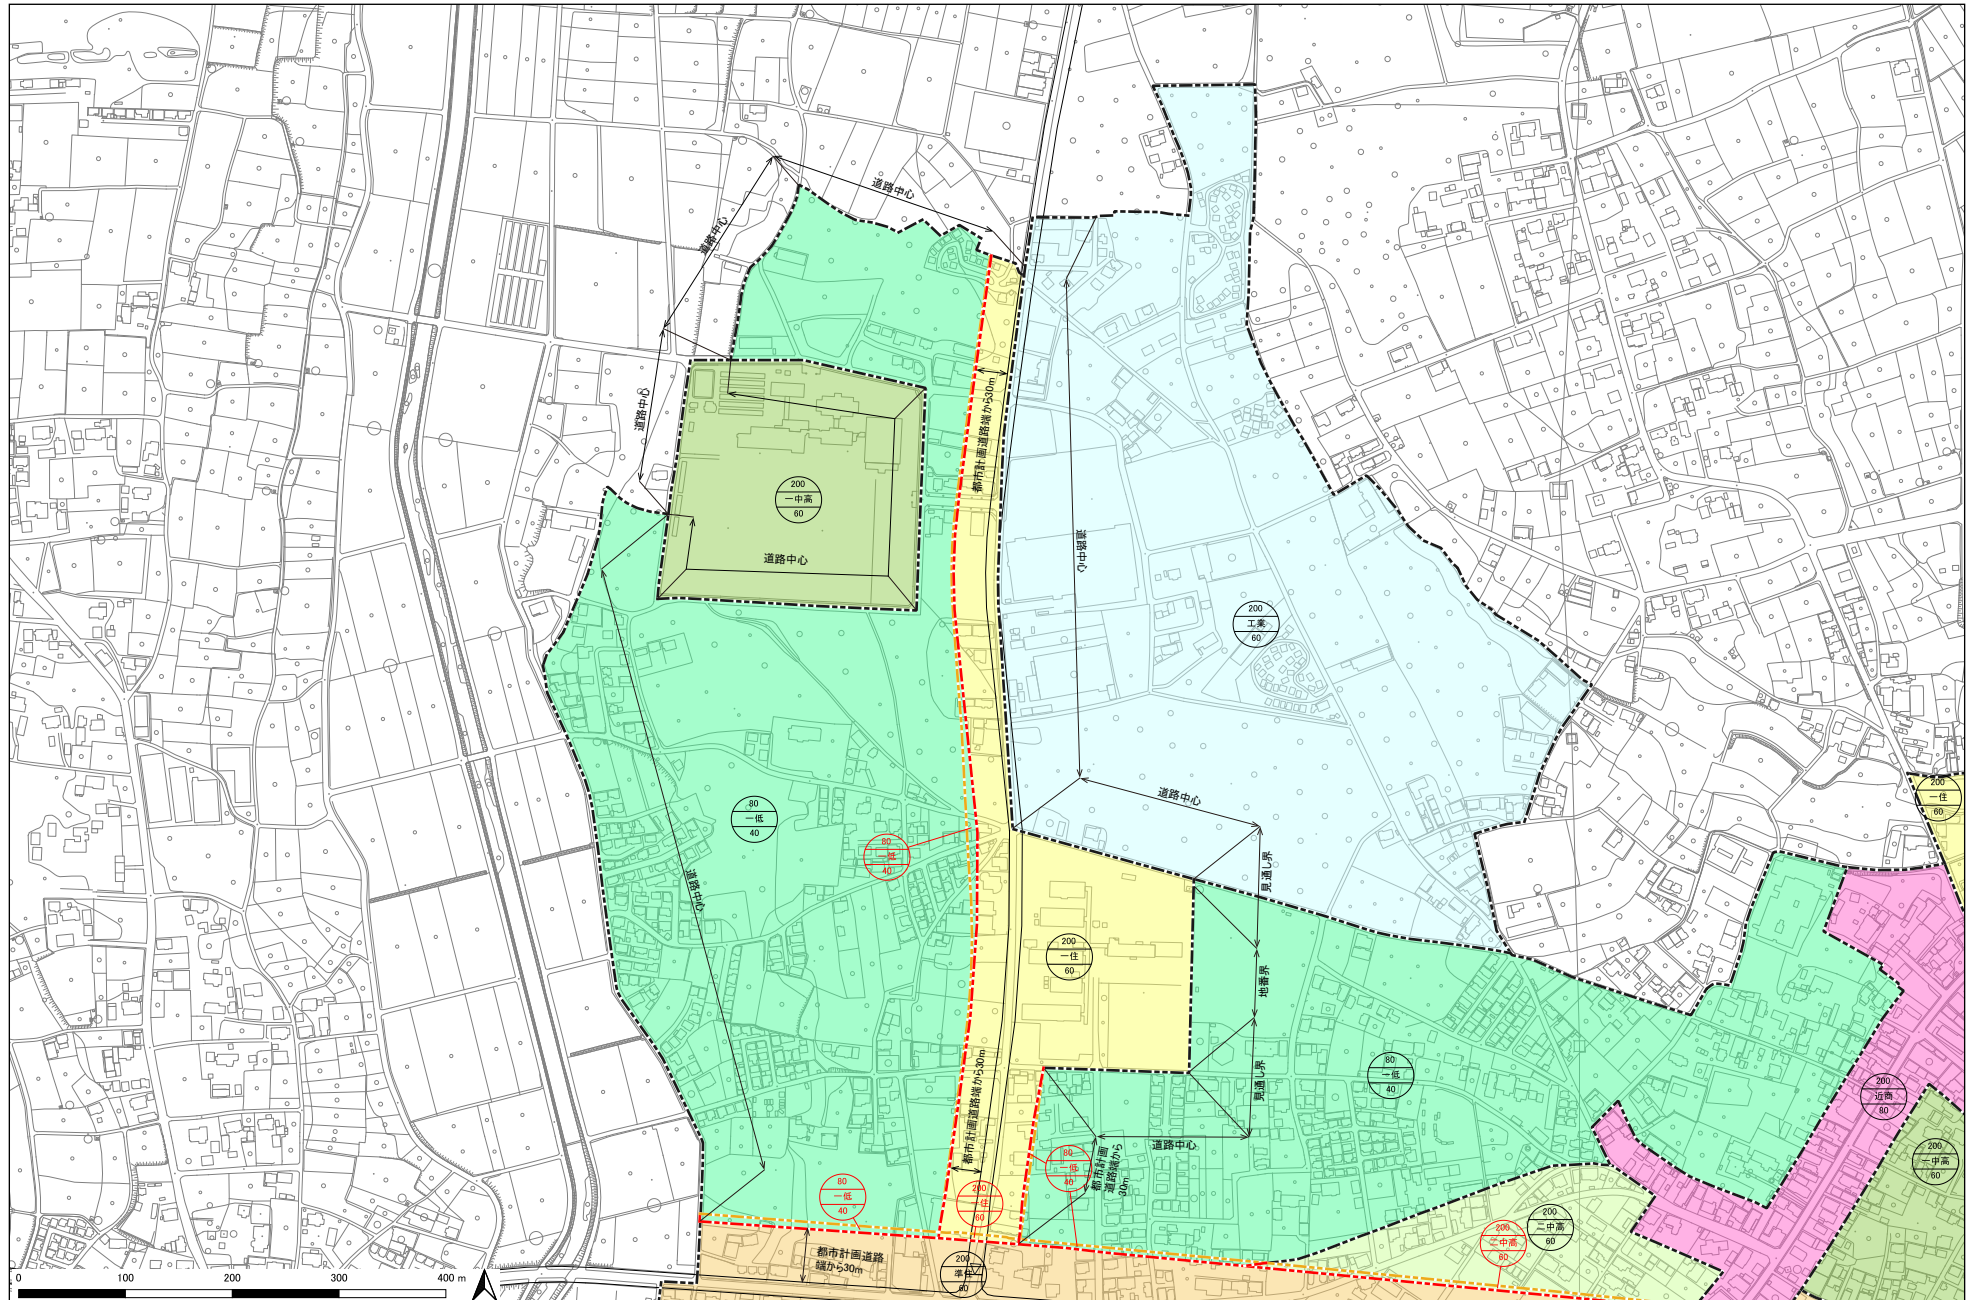 道路中心
道路中心
道路中心
都市計画道路端から30m
200
一中高
60
道路中心
道路中心
200
工業
60
道路中心
80
一低
40
80
一低
40
道路中心
見通し界
200
一住
60
200
一住
60
地番界
見通し界
80
一低
40
200
近商
80
200
一中高
60
都市計画道路端から30m
道路中心
都市計画
道路端から
30m
80
一低
40
80
一低
40
200
一住
60
200
二中高
60
200
二中高
60
都市計画道路
端から30m
200
準住
60
0 100 200 300 400 m